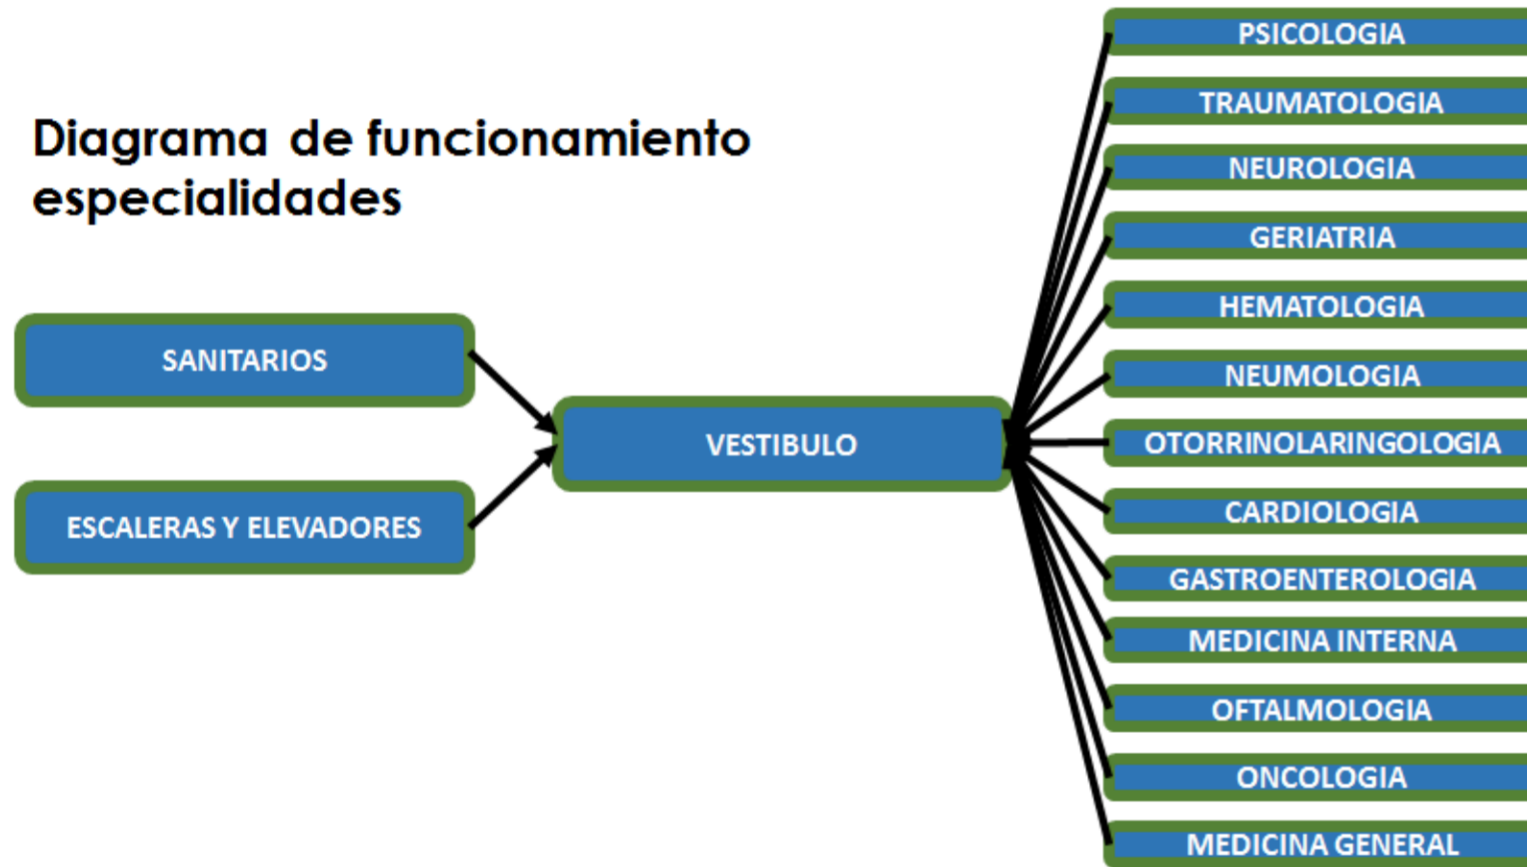 Diagrama de funcionamiento
especialidades
SANITARIOS
ESCALERAS Y ELEVADORES
VESTIBULO
PSICOLOGIA
TRAUMATOLOGIA
NEUROLOGIA
GERIATRIA
HEMATOLOGIA
NEUMOLOGIA
OTORRINOLARINGOLOGIA
CARDIOLOGIA
GASTROENTEROLOGIA
MEDICINA INTERNA
OFTALMOLOGIA
ONCOLOGIA
MEDICINA GENERAL